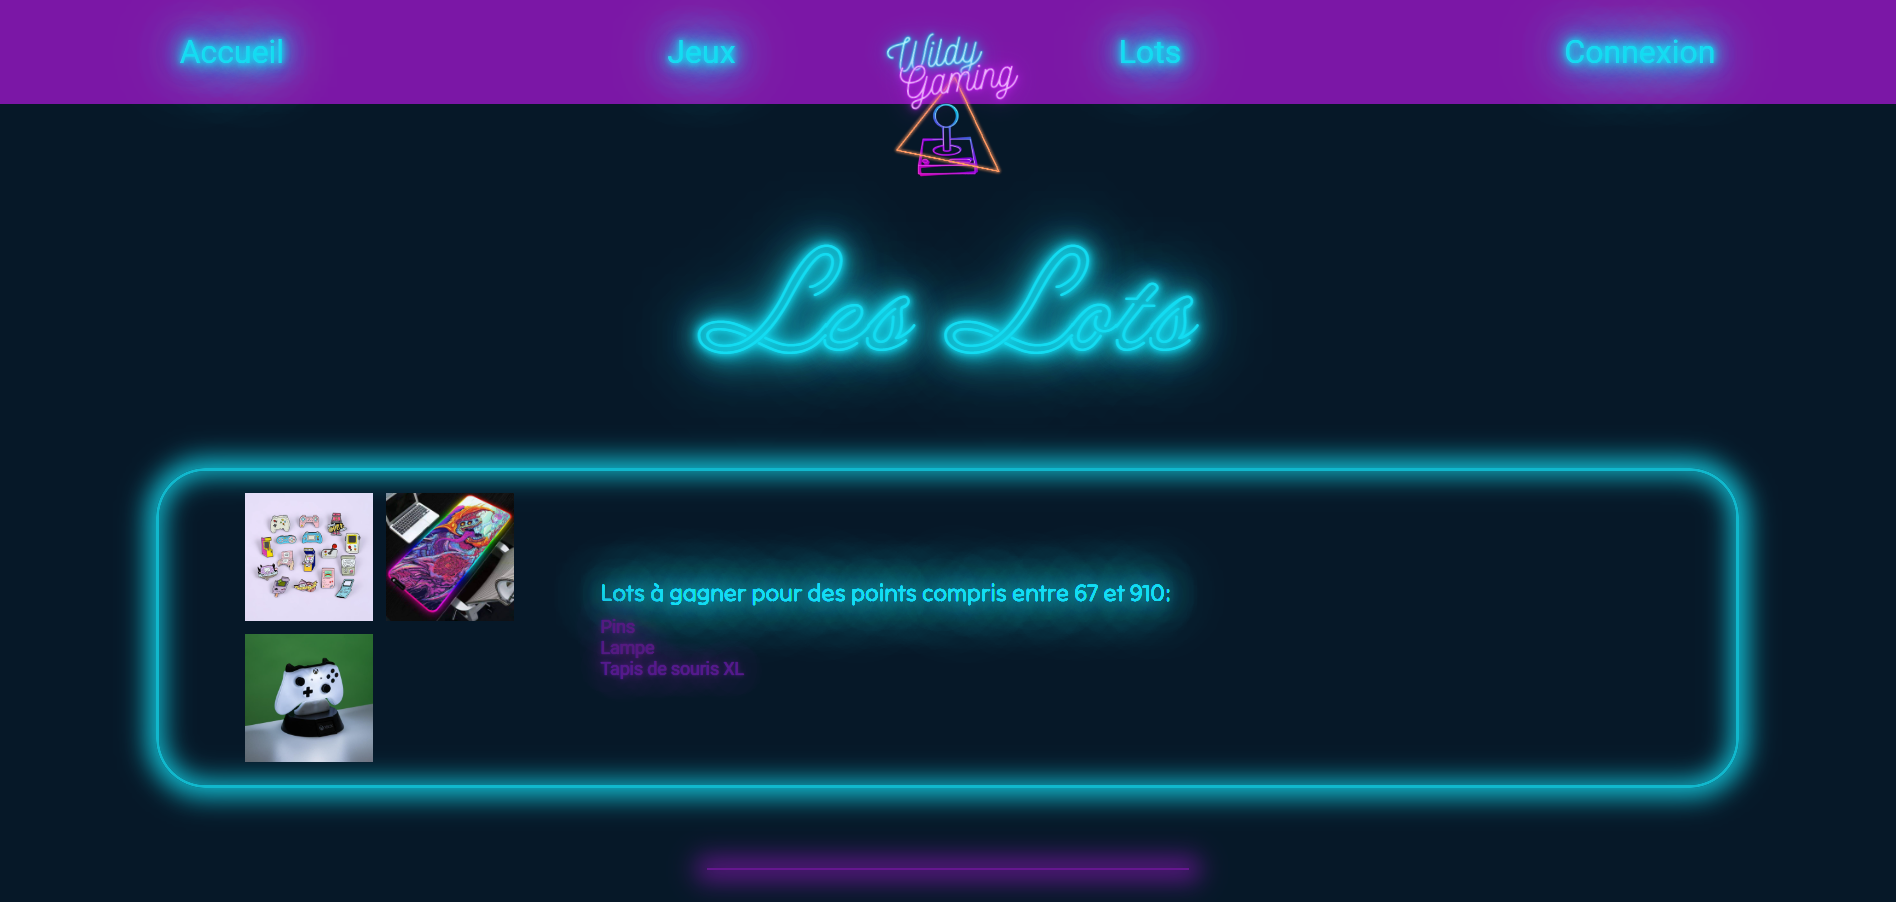 Accueil
Jeux
Wildy
Gaming
Lots
Connexion
Les Lots
Lots à gagner pour des points compris entre 67 et 910:
Pins
Lampe
Tapis de souris XL